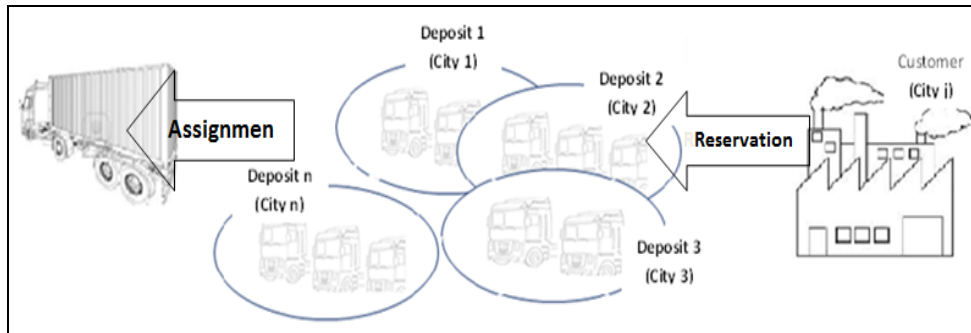 Deposit 1
(City 1)
Deposit 2
(City 2)
Customer
(City j)
Assignmen
Reservation
Deposit n
(City n)
Deposit 3
(City 3)